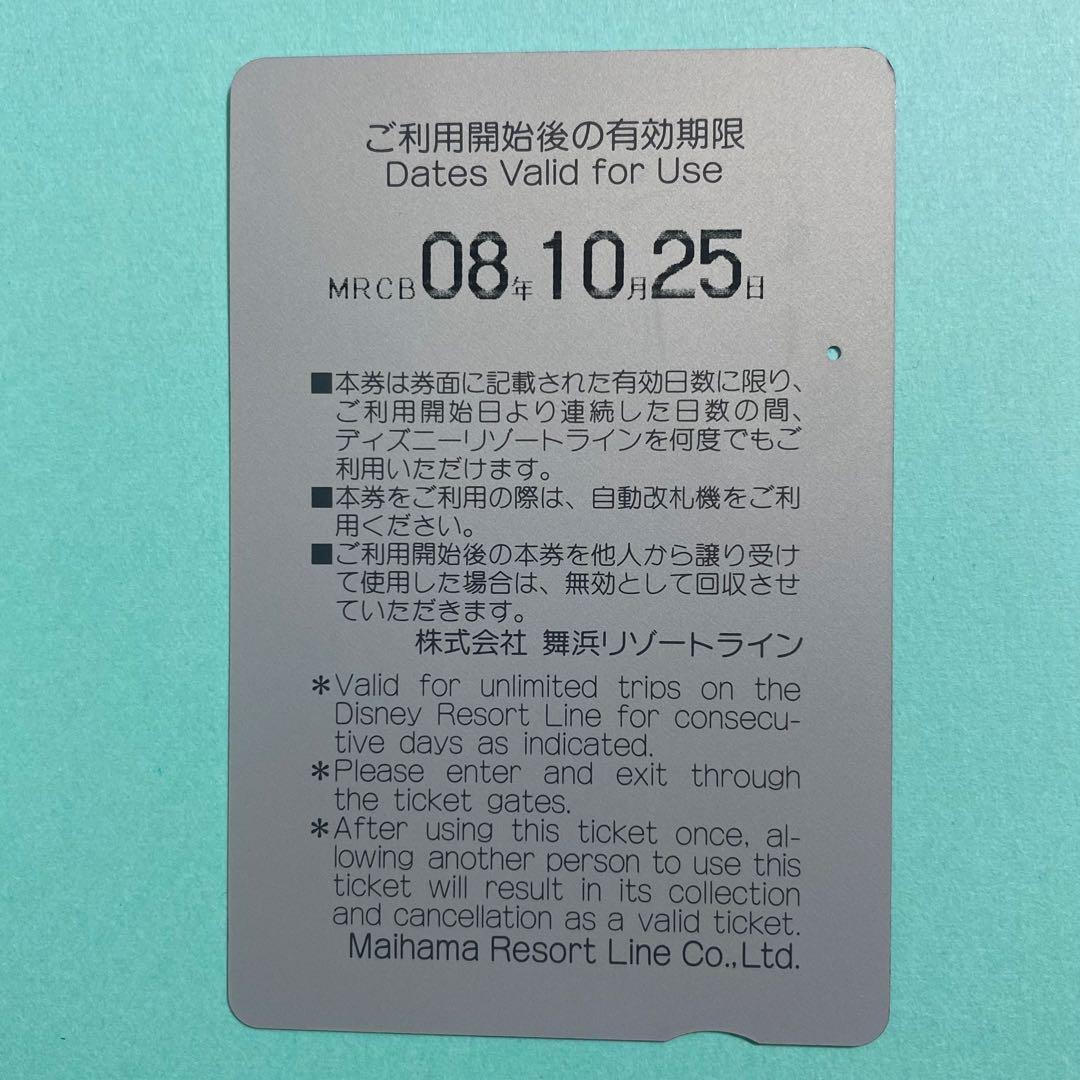 ご利用開始後の有効期限
Dates Valid for Use
MRCB08年10月25日
■本券は券面に記載された有効日数に限り、
ご利用開始日より連続した日数の間、
ディズニーリゾートラインを何度でもご
利用いただけます。
■本券をご利用の際は、自動改札機をご利
用ください。
■ご利用開始後の本券を他人から譲り受け
て使用した場合は、無効として回収させ
ていただきます。
株式会社 舞浜リゾートライン
*Valid for unlimited trips on the
Disney Resort Line for consecu-
tive days as indicated.
*Please enter and exit through
the ticket gates.
*After using this ticket once, al-
lowing another person to use this
ticket will result in its collection
and cancellation as a valid ticket.
Maihama Resort Line Co.,Ltd.